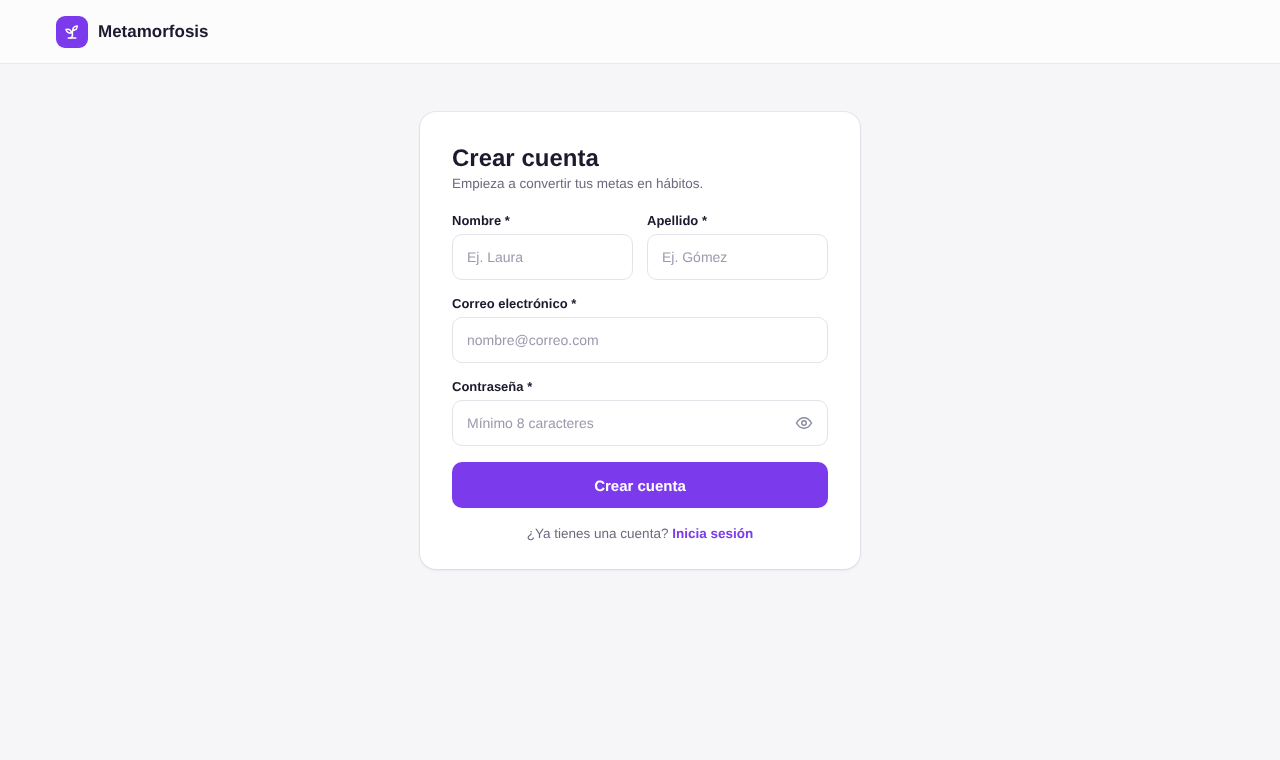 Metamorfosis
Crear cuenta
Empieza a convertir tus metas en hábitos.
Nombre * Apellido *
Ej. Laura Ej. Gómez
Correo electrónico *
nombre@correo.com
Contraseña *
Mínimo 8 caracteres
Crear cuenta
¿Ya tienes una cuenta? Inicia sesión